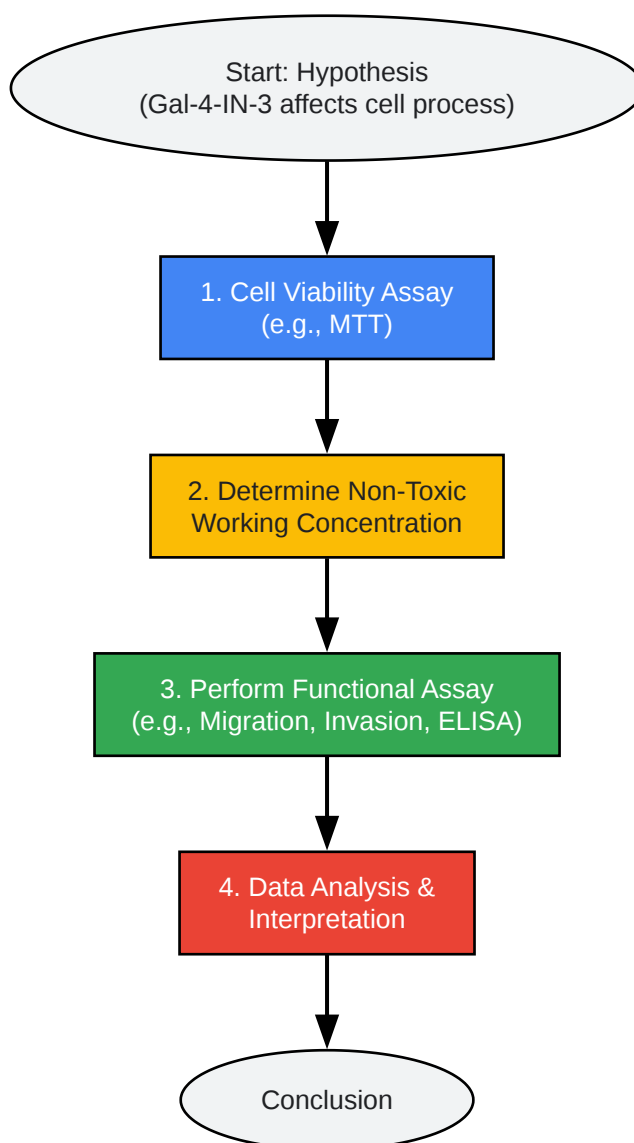 Start: Hypothesis
(Gal-4-IN-3 affects cell process)
1. Cell Viability Assay
(e.g., MTT)
2. Determine Non-Toxic
Working Concentration
3. Perform Functional Assay
(e.g., Migration, Invasion, ELISA)
4. Data Analysis &
Interpretation
Conclusion